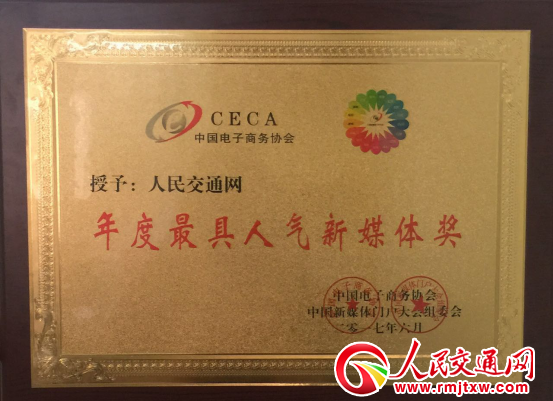 CECA
中国电子商务协会
授予：人民交通网
年度最具人气新媒体奖
中国电子商务协会
中国新媒体门户大会组委会
二零一七年六月
人民交通网
www.rmjtxw.com